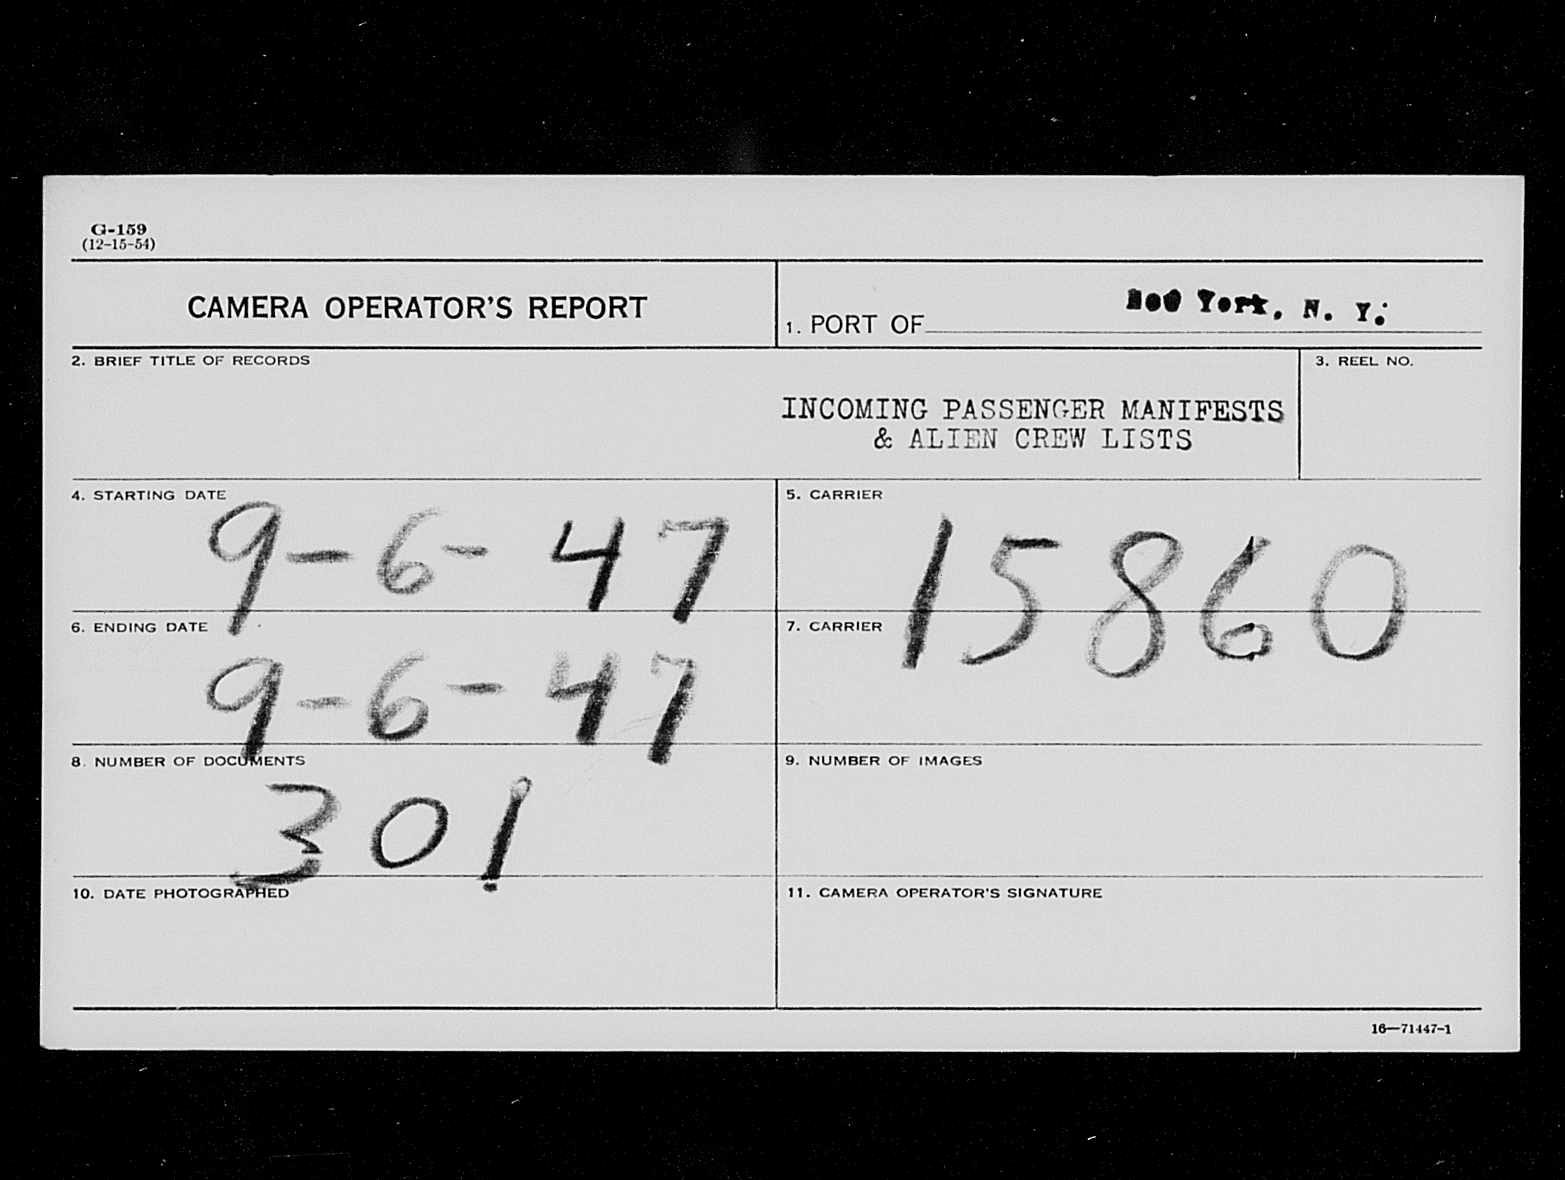 G-159
(12-15-54)
CAMERA OPERATOR'S REPORT
1. PORT OF New York, N. Y.
2. BRIEF TITLE OF RECORDS
INCOMING PASSENGER MANIFESTS
& ALIEN CREW LISTS
3. REEL NO.
4. STARTING DATE
9-6-47
5. CARRIER
15860
6. ENDING DATE
9-6-47
7. CARRIER
8. NUMBER OF DOCUMENTS
301
9. NUMBER OF IMAGES
10. DATE PHOTOGRAPHED
11. CAMERA OPERATOR'S SIGNATURE
16—71447-1